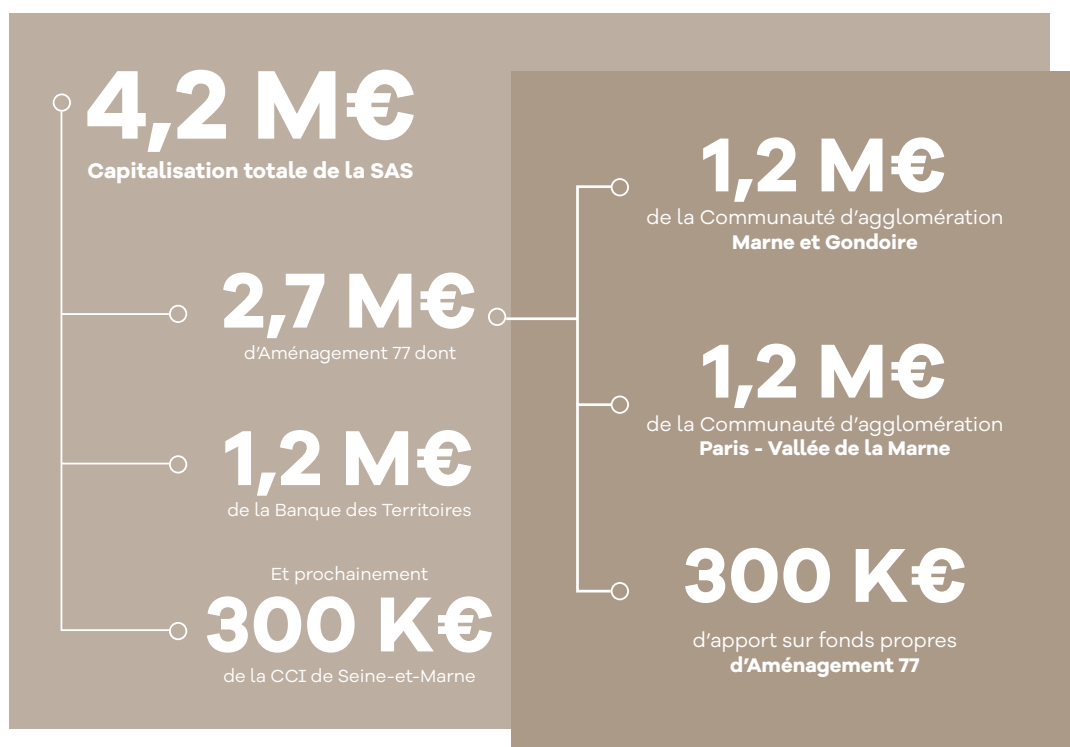 4,2 M€
Capitalisation totale de la SAS
2,7 M€
d’Aménagement 77 dont
1,2 M€
de la Banque des Territoires
Et prochainement
300 K€
de la CCI de Seine-et-Marne
1,2 M€
de la Communauté d’agglomération
Marne et Gondoire
1,2 M€
de la Communauté d’agglomération
Paris - Vallée de la Marne
300 K€
d’apport sur fonds propres
d’Aménagement 77